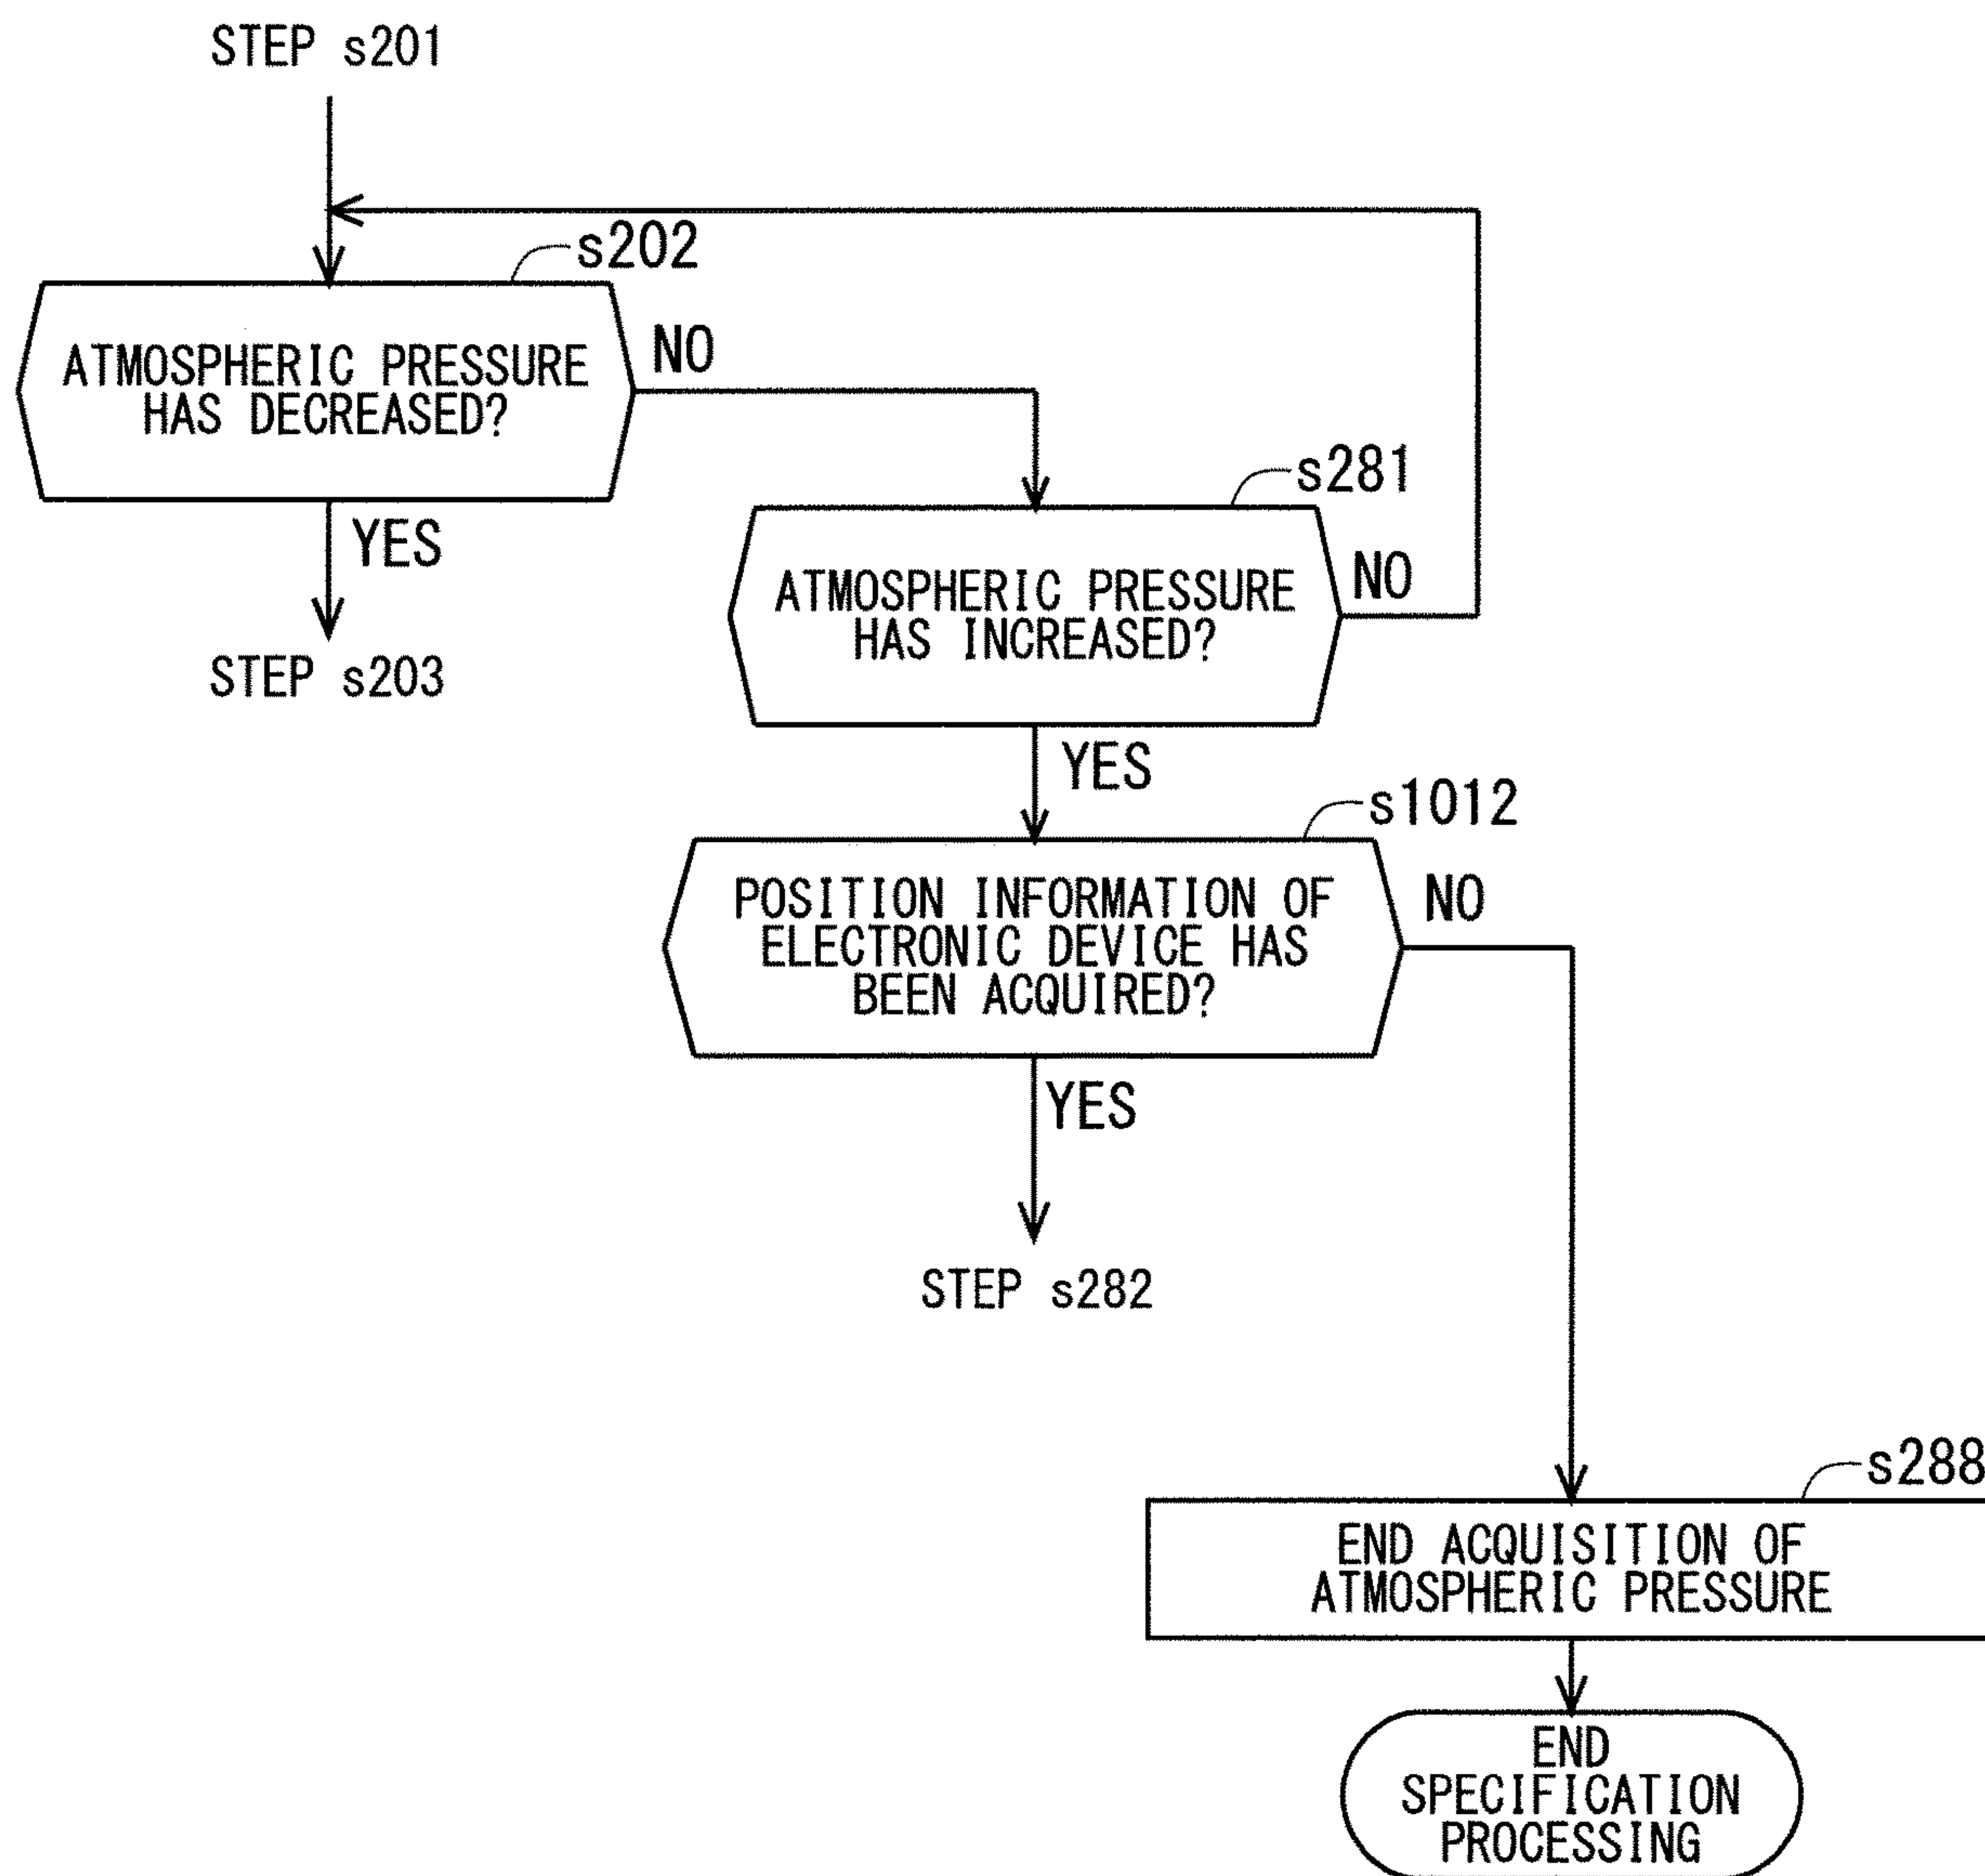 STEP s201
s202
ATMOSPHERIC PRESSURE
HAS DECREASED?
NO
YES
STEP s203
s281
ATMOSPHERIC PRESSURE
HAS INCREASED?
NO
YES
s1012
POSITION INFORMATION OF
ELECTRONIC DEVICE HAS
BEEN ACQUIRED?
NO
YES
STEP s282
s288
END ACQUISITION OF
ATMOSPHERIC PRESSURE
END
SPECIFICATION
PROCESSING